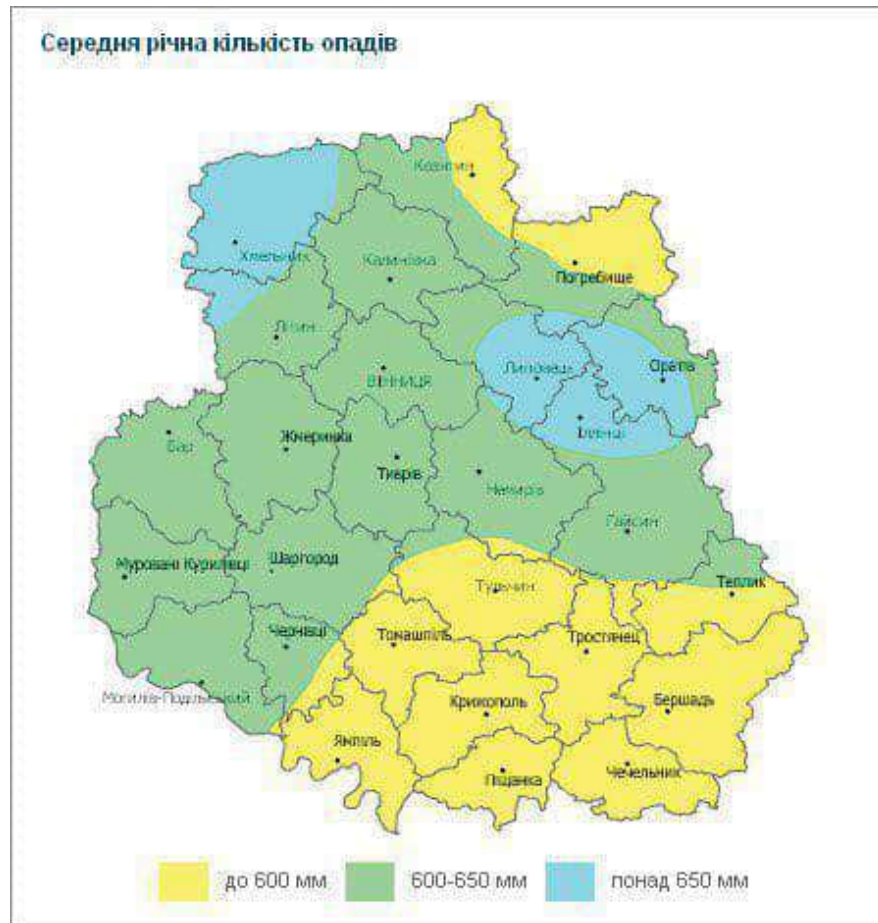 Середня річна кількість опадів
Козятин
Хмельник
Калинівка
Погребище
Літин
Вінниця
Липовець
Оратів
Іллінці
Бар
Жмеринка
Тиврів
Немирів
Гайсин
Муровані Курилівці
Шаргород
Тульчин
Теплик
Чернівці
Томашпіль
Тростянец
Могилів-Подільський
Крижополь
Бершадь
Ямпіль
Піщанка
Чечельник
до 600 мм
600-650 мм
понад 650 мм